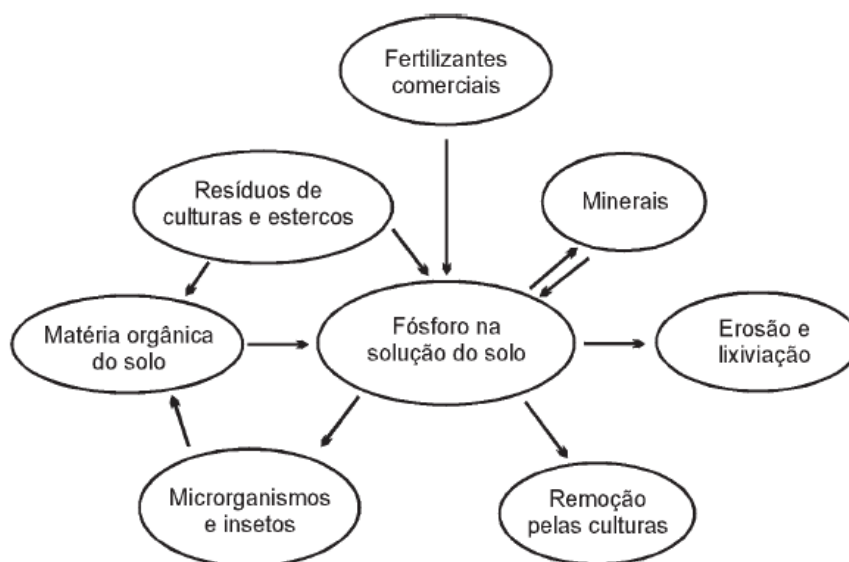 Fertilizantes
comerciais
Resíduos de
culturas e estercos
Minerais
Matéria orgânica
do solo
Fósforo na
solução do solo
Erosão e
lixiviação
Microrganismos
e insetos
Remoção
pelas culturas